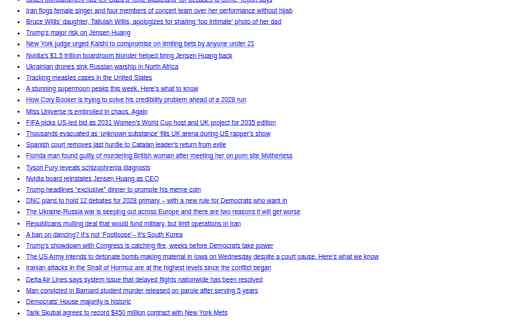 Iran flogs female singer and four members of concert team over her performance without hijab
Bruce Willis' daughter, Tallulah Willis, apologizes for sharing 'too intimate' photo of her dad
Trump's major risk on Jensen Huang
New York judge urged Kalshi to compromise on limiting bets by anyone under 21
Nvidia's $1.5 trillion boardroom blunder helped bring Jensen Huang back
Ukrainian drones sink Russian warship in North Africa
Tracking measles cases in the United States
A stunning supermoon peaks this week. Here's what to know
How Cory Booker is trying to solve his credibility problem ahead of a 2028 run
Miss Universe is embroiled in chaos. Again
FIFA picks US-led bid as 2031 Women's World Cup host and UK project for 2035 edition
Thousands evacuated as 'unknown substance' fills UK arena during US rapper's show
Spanish court removes last hurdle to Catalan leader's return from exile
Florida man found guilty of murdering British woman after meeting her on porn site Motherless
Tyson Fury reveals schizophrenia diagnosis
Nvidia board reinstates Jensen Huang as CEO
Trump headlines "exclusive" dinner to promote his meme coin
DNC plans to hold 12 debates for 2028 primary – with a new rule for Democrats who want in
The Ukraine-Russia war is seeping out across Europe and there are two reasons it will get worse
Republicans mulling deal that would fund military, but limit operations in Iran
A ban on dancing? It's not 'Footloose' – it's South Korea
Trump's showdown with Congress is catching fire, weeks before Democrats take power
The US Army intends to detonate bomb-making material in Iowa on Wednesday despite a court pause. Here's what we know
Iranian attacks in the Strait of Hormuz are at the highest levels since the conflict began
Delta Air Lines says system issue that delayed flights nationwide has been resolved
Man convicted in Barnard student murder released on parole after serving 5 years
Democrats' House majority is historic
Tarik Skubal agrees to record $450 million contract with New York Mets